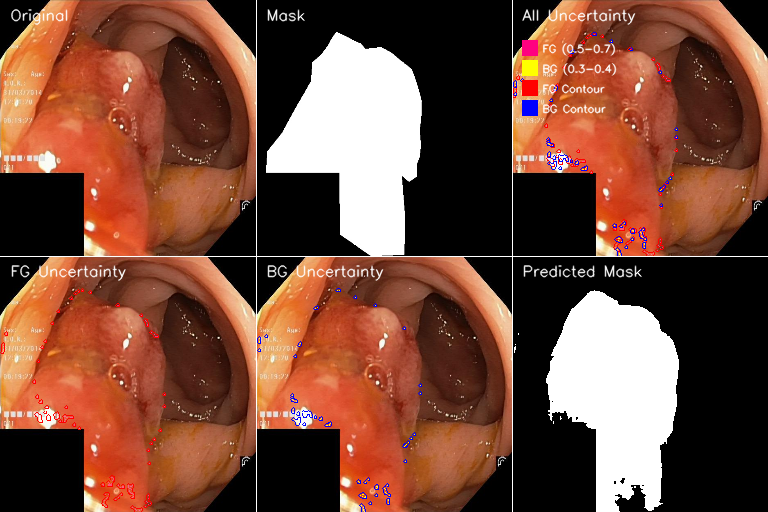 Original
Mask
All Uncertainty
FG (0.5-0.7)
BG (0.3-0.4)
FG Contour
BG Contour
FG Uncertainty
BG Uncertainty
Predicted Mask